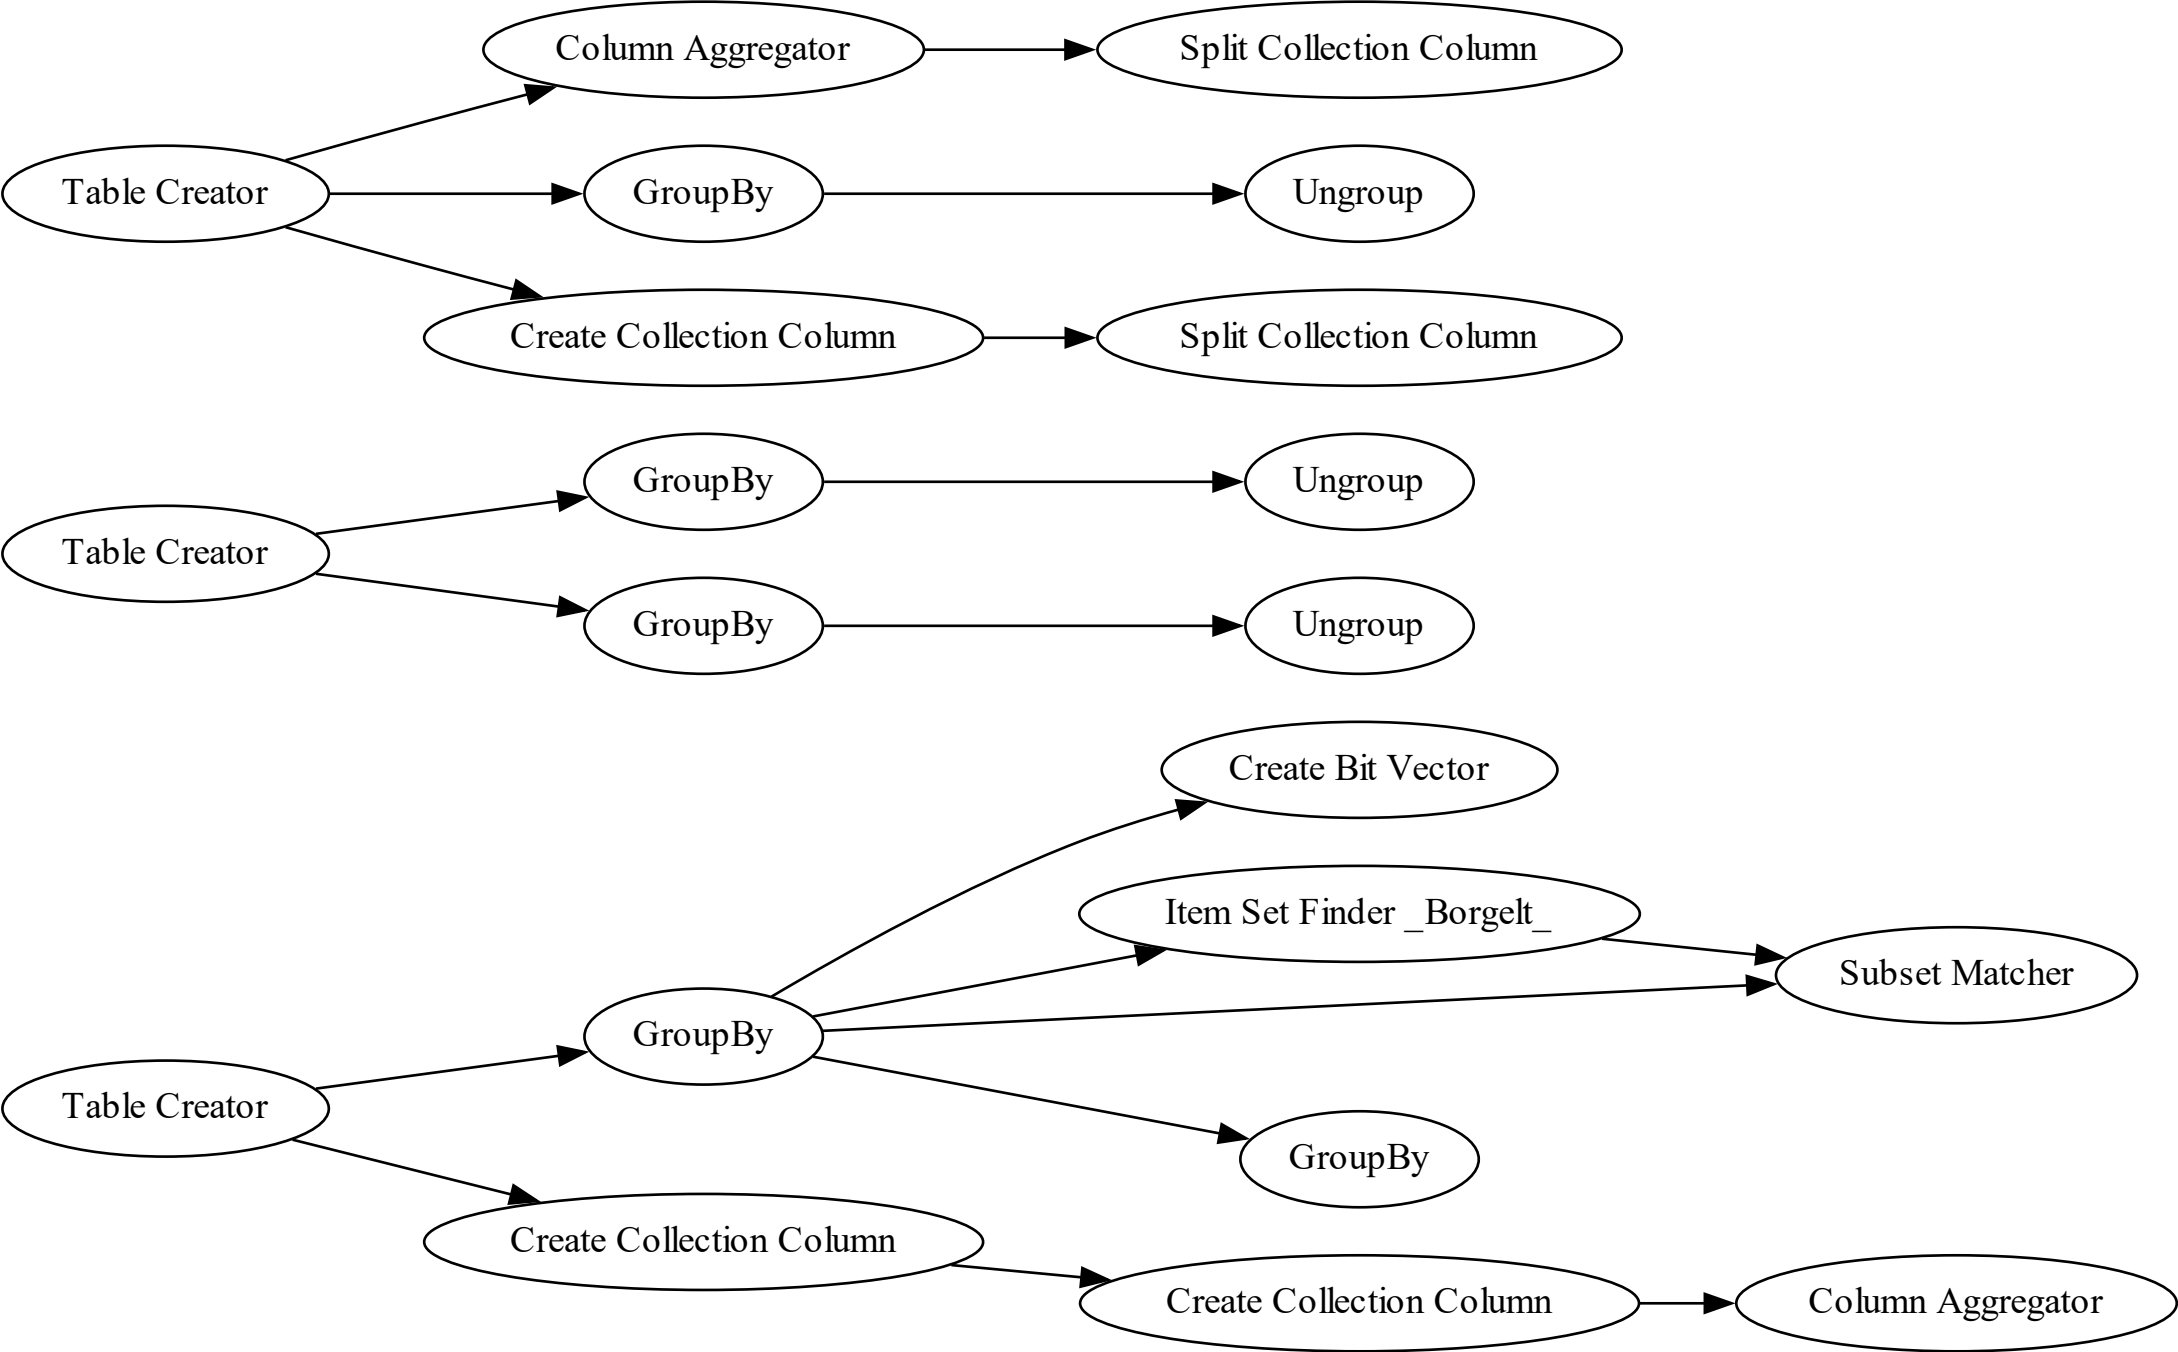 Column Aggregator
Split Collection Column
Table Creator
GroupBy
Ungroup
Create Collection Column
Split Collection Column
GroupBy
Ungroup
Table Creator
GroupBy
Ungroup
Create Bit Vector
Item Set Finder _Borgelt_
Subset Matcher
GroupBy
Table Creator
GroupBy
Create Collection Column
Create Collection Column
Column Aggregator